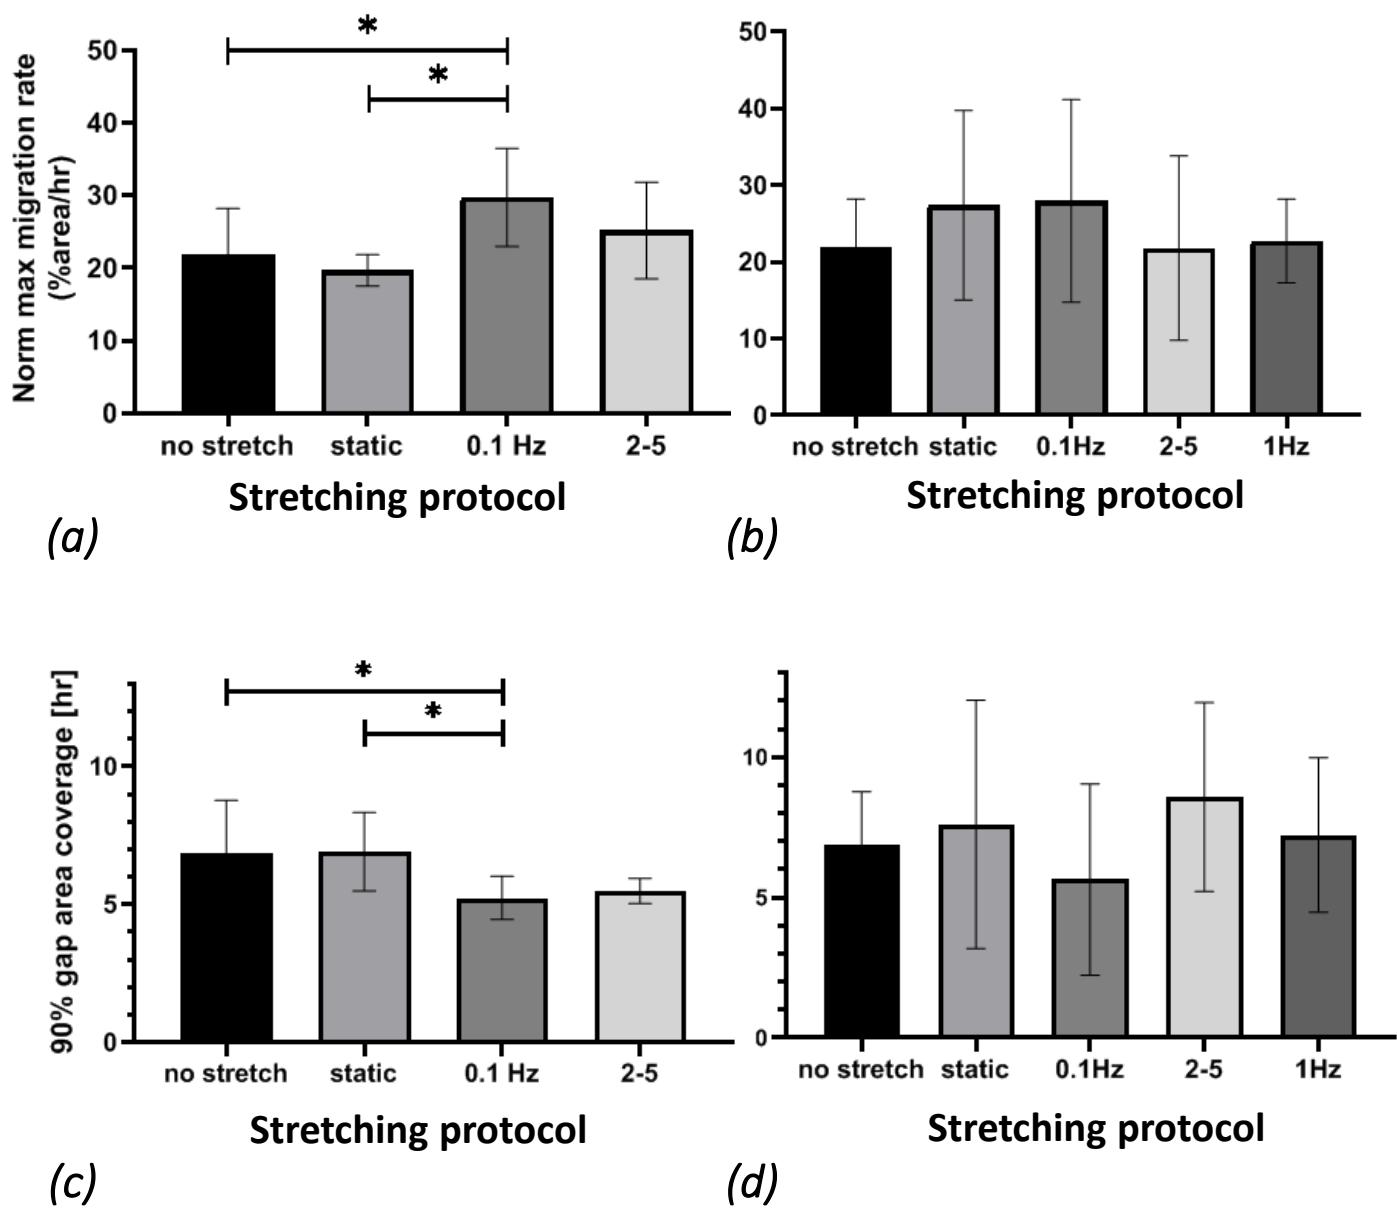 *
*
Norm max migration rate
(%area/hr)
50
40
30
20
10
0
no stretch static 0.1 Hz 2-5
Stretching protocol
(a)
50
40
30
20
10
0
no stretch static 0.1Hz 2-5 1Hz
Stretching protocol
(b)
*
*
90% gap area coverage [hr]
10
5
0
no stretch static 0.1 Hz 2-5
Stretching protocol
(c)
10
5
0
no stretch static 0.1Hz 2-5 1Hz
Stretching protocol
(d)